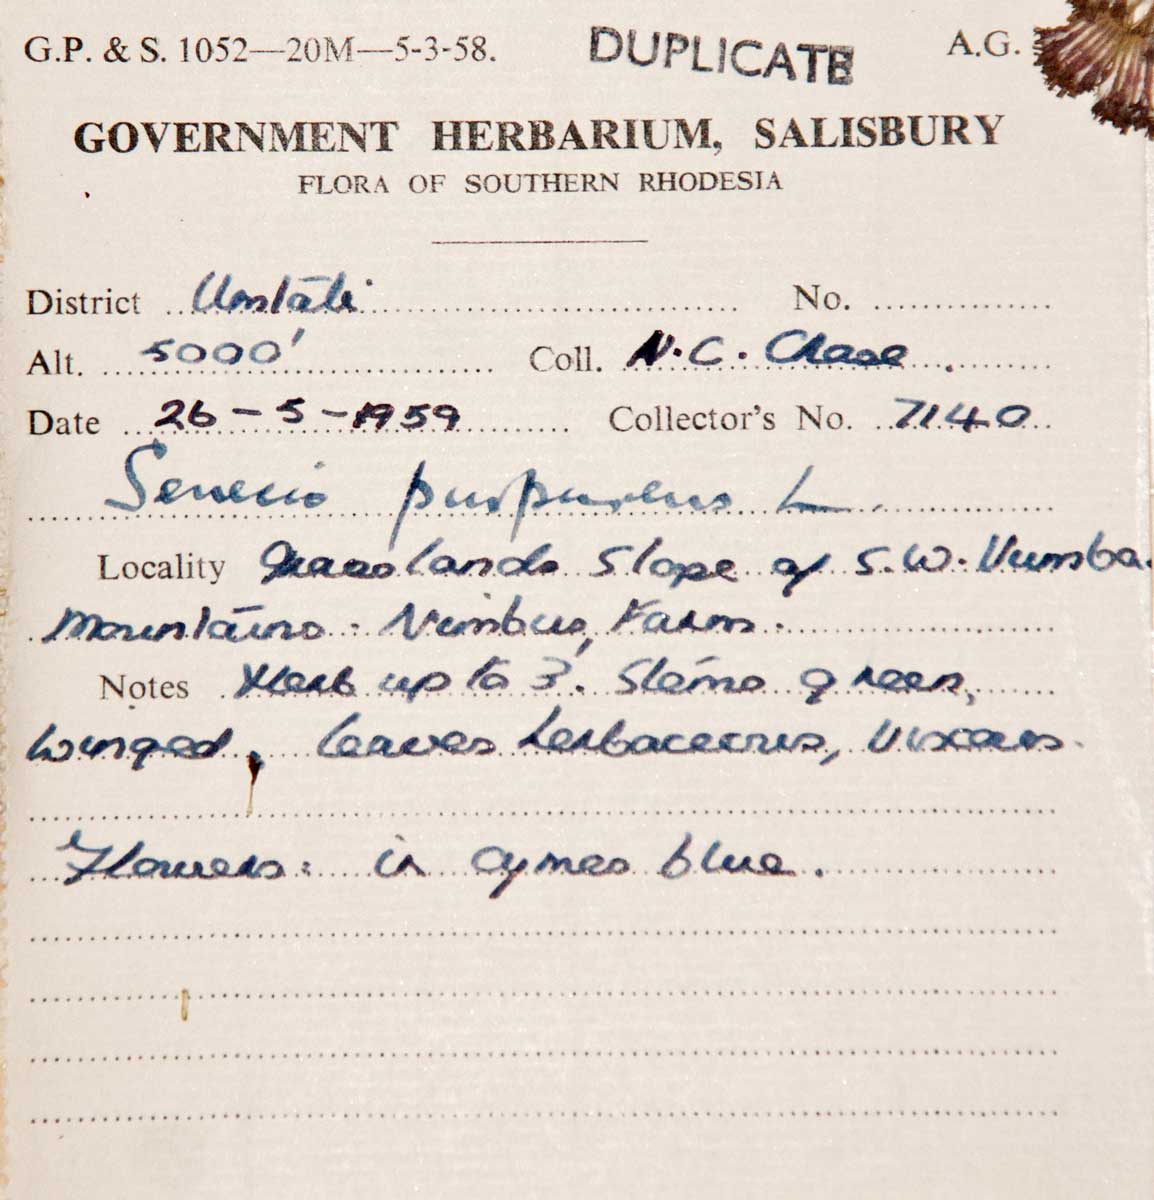 G.P. & S. 1052—20M—5-3-58. DUPLICATE A.G.
GOVERNMENT HERBARIUM, SALISBURY
FLORA OF SOUTHERN RHODESIA
District Umtali No.
Alt. 5000' Coll. N.C. Chase
Date 26-5-1959 Collector's No. 7140
Senecio purpureus L.
Locality Grasslands slope of S.W. Vumba
Mountains. Nimbus Farm.
Notes Herb up to 3'. Stems green,
winged, leaves herbaceous, viscous.
Flowers: in cymes blue.